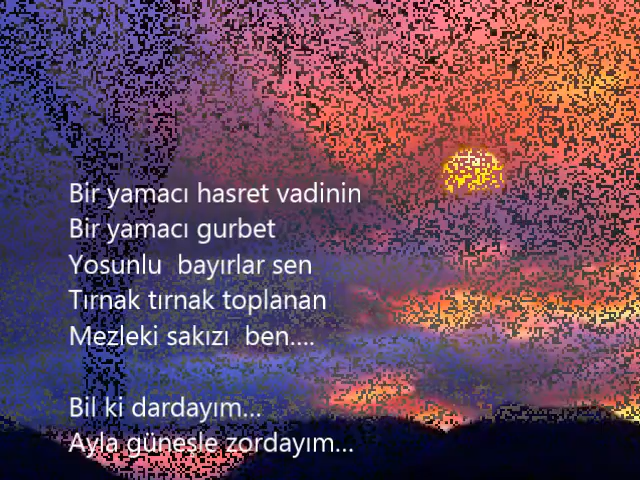 Bir yamacı hasret vadinin
Bir yamacı gurbet
Yosunlu  bayırlar sen
Tırnak tırnak toplanan
Mezleki sakızı  ben....
Bil ki dardayım...
Ayla güneşle zordayım...